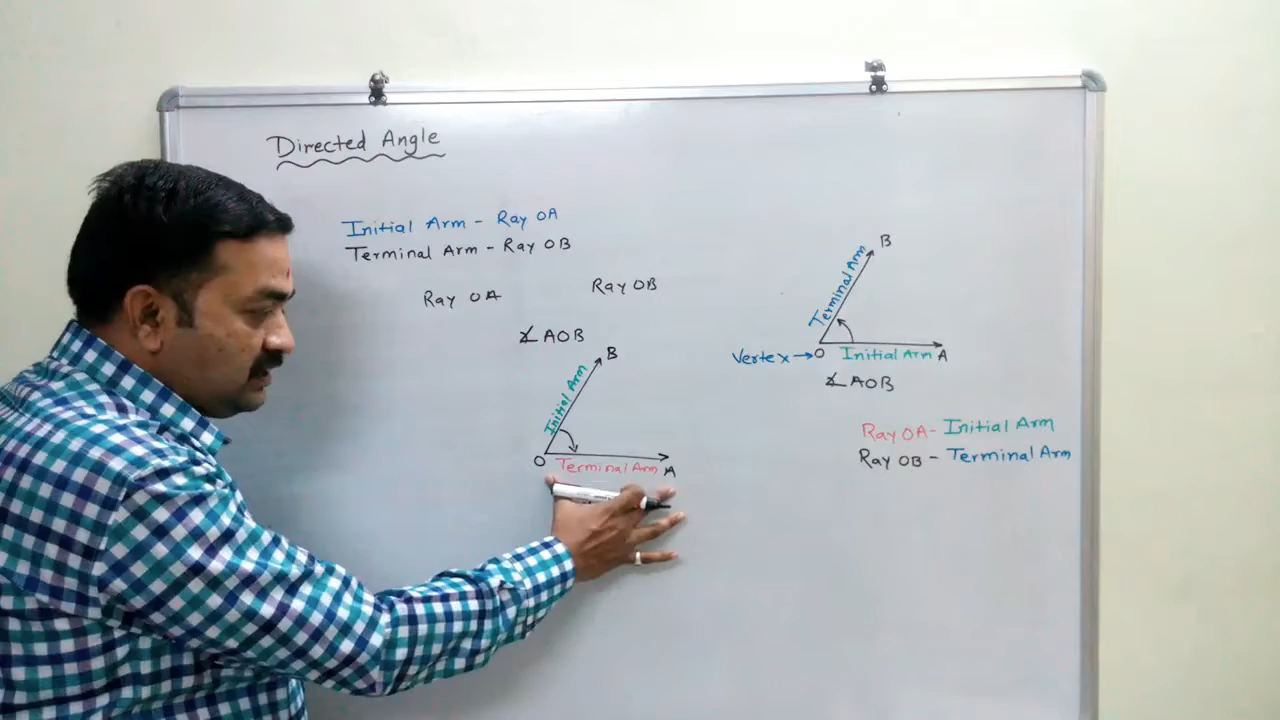 Directed Angle
Initial Arm - Ray OA
Terminal Arm - Ray OB
Ray OA
Ray OB
∡AOB
B
Initial Arm
O
Terminal Arm
A
B
Terminal Arm
Vertex → O
Initial Arm
A
∡AOB
Ray OA - Initial Arm
Ray OB - Terminal Arm